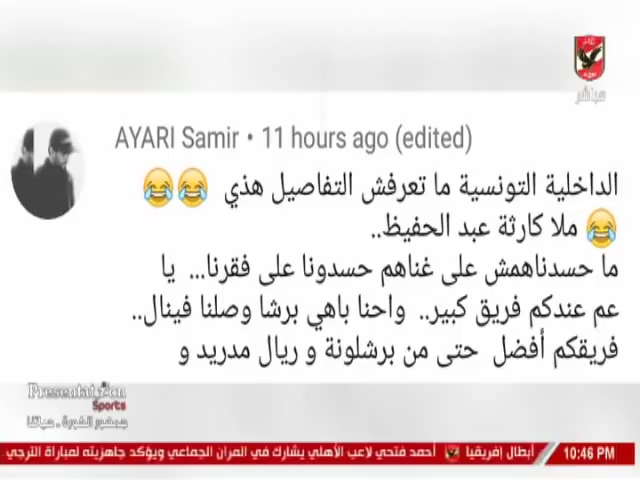 مباشر
AYARI Samir • 11 hours ago (edited)
الداخلية التونسية ما تعرفش التفاصيل هذي 😂😂
😂 ملا كارثة عبد الحفيظ..
ما حسدناهمش على غناهم حسدونا على فقرنا... يا
عم عندكم فريق كبير.. واحنا باهي برشا وصلنا فينال..
فريقكم أفضل حتى من برشلونة و ريال مدريد و
Presentation
Sports
جمهور الكورة .. حياتنا
أبطال إفريقيا أحمد فتحي لاعب الأهلي يشارك في المران الجماعي ويؤكد جاهزيته لمباراة الترجي
10:46 PM